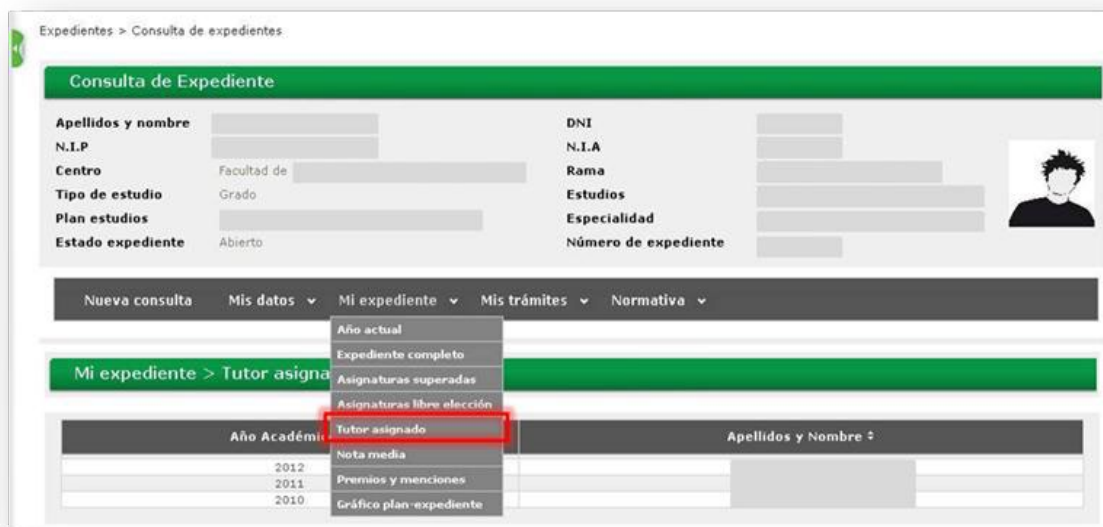 Expedientes > Consulta de expedientes
Consulta de Expediente
Apellidos y nombre DNI
N.I.P N.I.A
Centro Facultad de Rama
Tipo de estudio Grado Estudios
Plan estudios Especialidad
Estado expediente Abierto Número de expediente
Nueva consulta Mis datos Mi expediente Mis trámites Normativa
Año actual
Expediente completo
Mi expediente > Tutor asigna
Asignaturas superadas
Asignaturas libre elección
Tutor asignado
Año Académi Apellidos y Nombre
Nota media
2012
Premios y menciones
2011
Gráfico plan-expediente
2010